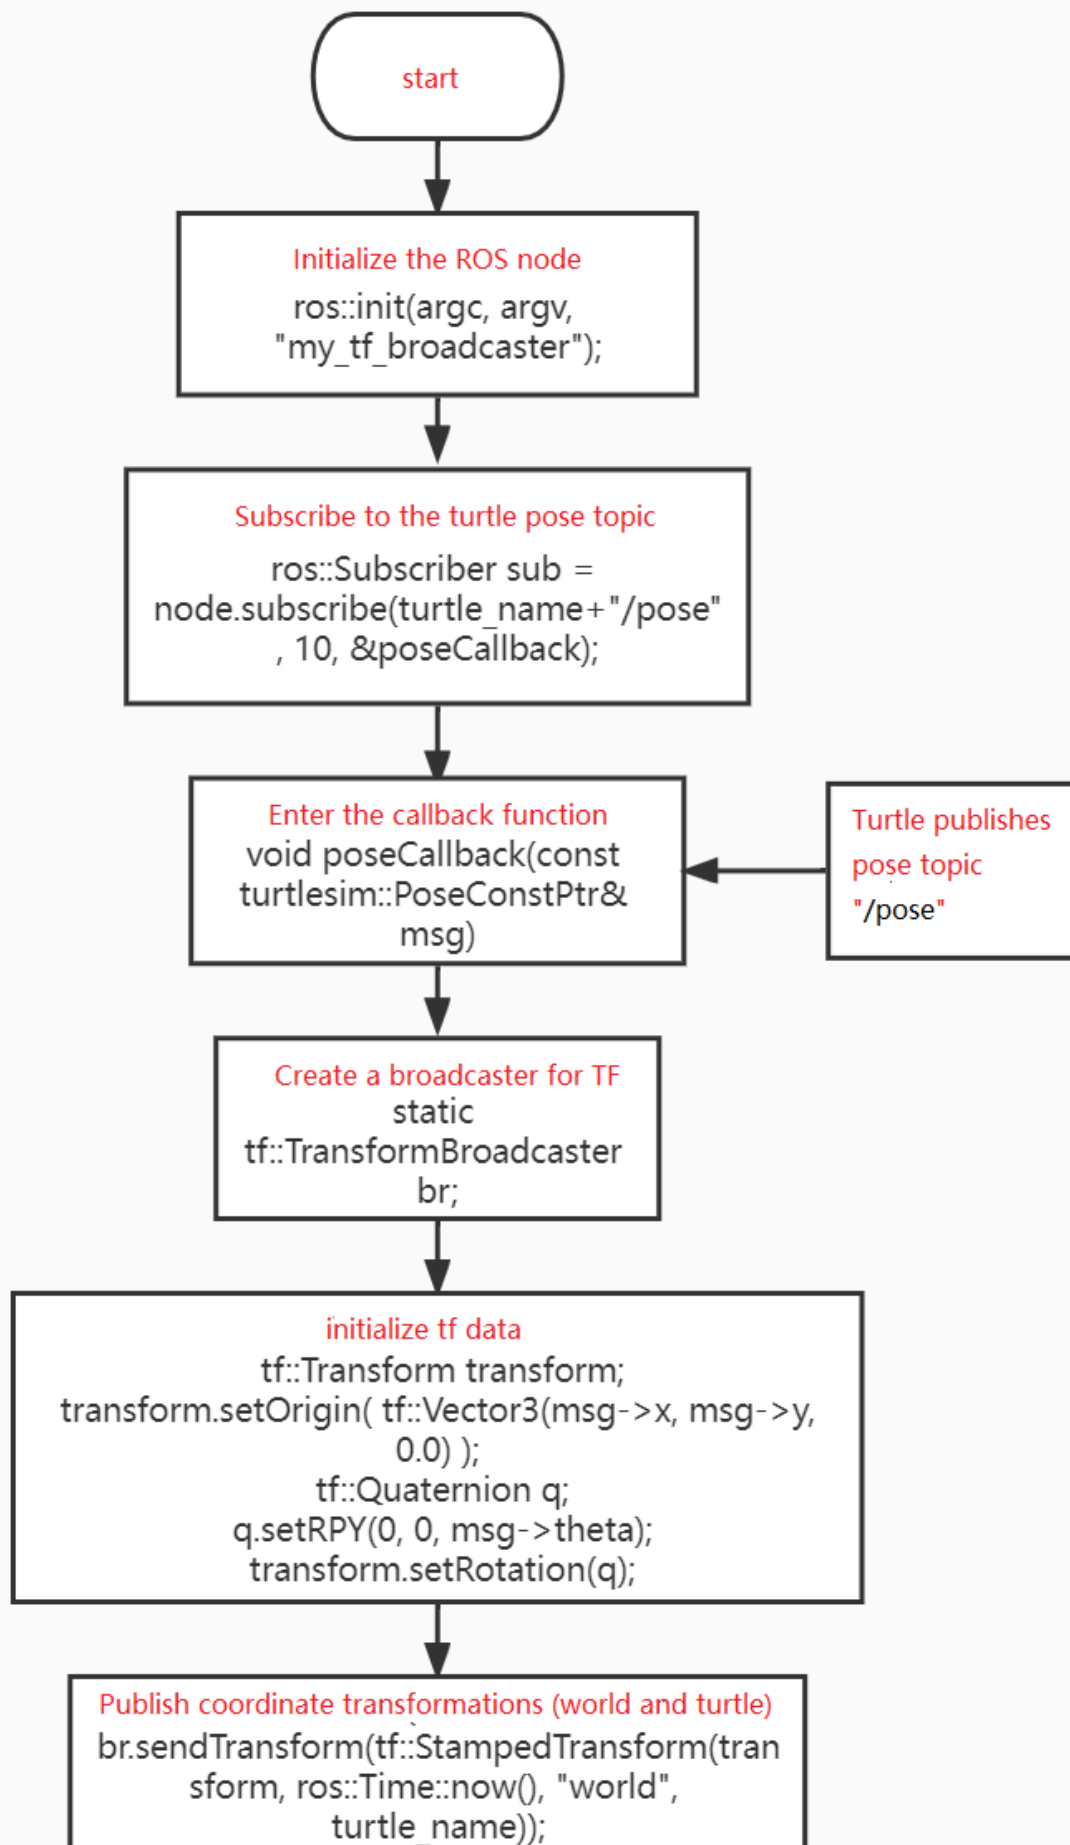 start
Initialize the ROS node
ros::init(argc, argv,
"my_tf_broadcaster");
Subscribe to the turtle pose topic
ros::Subscriber sub =
node.subscribe(turtle_name+"/pose"
, 10, &poseCallback);
Enter the callback function
void poseCallback(const
turtlesim::PoseConstPtr&
msg)
Turtle publishes
pose topic
"/pose"
Create a broadcaster for TF
static
tf::TransformBroadcaster
br;
initialize tf data
tf::Transform transform;
transform.setOrigin( tf::Vector3(msg->x, msg->y,
0.0) );
tf::Quaternion q;
q.setRPY(0, 0, msg->theta);
transform.setRotation(q);
Publish coordinate transformations (world and turtle)
br.sendTransform(tf::StampedTransform(tran
sform, ros::Time::now(), "world",
turtle_name));